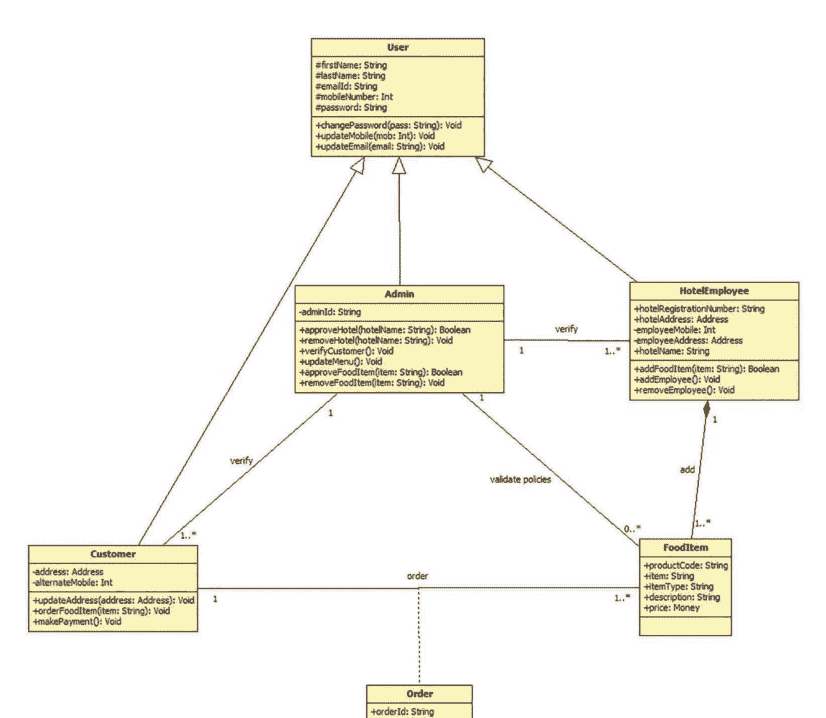 User
#firstName: String
#lastName: String
#emailId: String
#mobileNumber: Int
#password: String
+changePassword(pass: String): Void
+updateMobile(mob: Int): Void
+updateEmail(email: String): Void
Admin
-adminId: String
+approveHotel(hotelName: String): Boolean
+removeHotel(hotelName: String): Void
+verifyCustomer(): Void
+updateMenu(): Void
+approveFoodItem(item: String): Boolean
+removeFoodItem(item: String): Void
verify
1
1..*
HotelEmployee
+hotelRegistrationNumber: String
+hotelAddress: Address
-employeeMobile: Int
-employeeAddress: Address
+hotelName: String
+addFoodItem(item: String): Boolean
+addEmployee(): Void
+removeEmployee(): Void
1
1
1
verify
validate policies
add
1..*
0..*
1..*
Customer
-address: Address
-alternateMobile: Int
+updateAddress(address: Address): Void
+orderFoodItem(item: String): Void
+makePayment(): Void
order
1
1..*
FoodItem
+productCode: String
+item: String
+itemType: String
+description: String
+price: Money
Order
+orderId: String